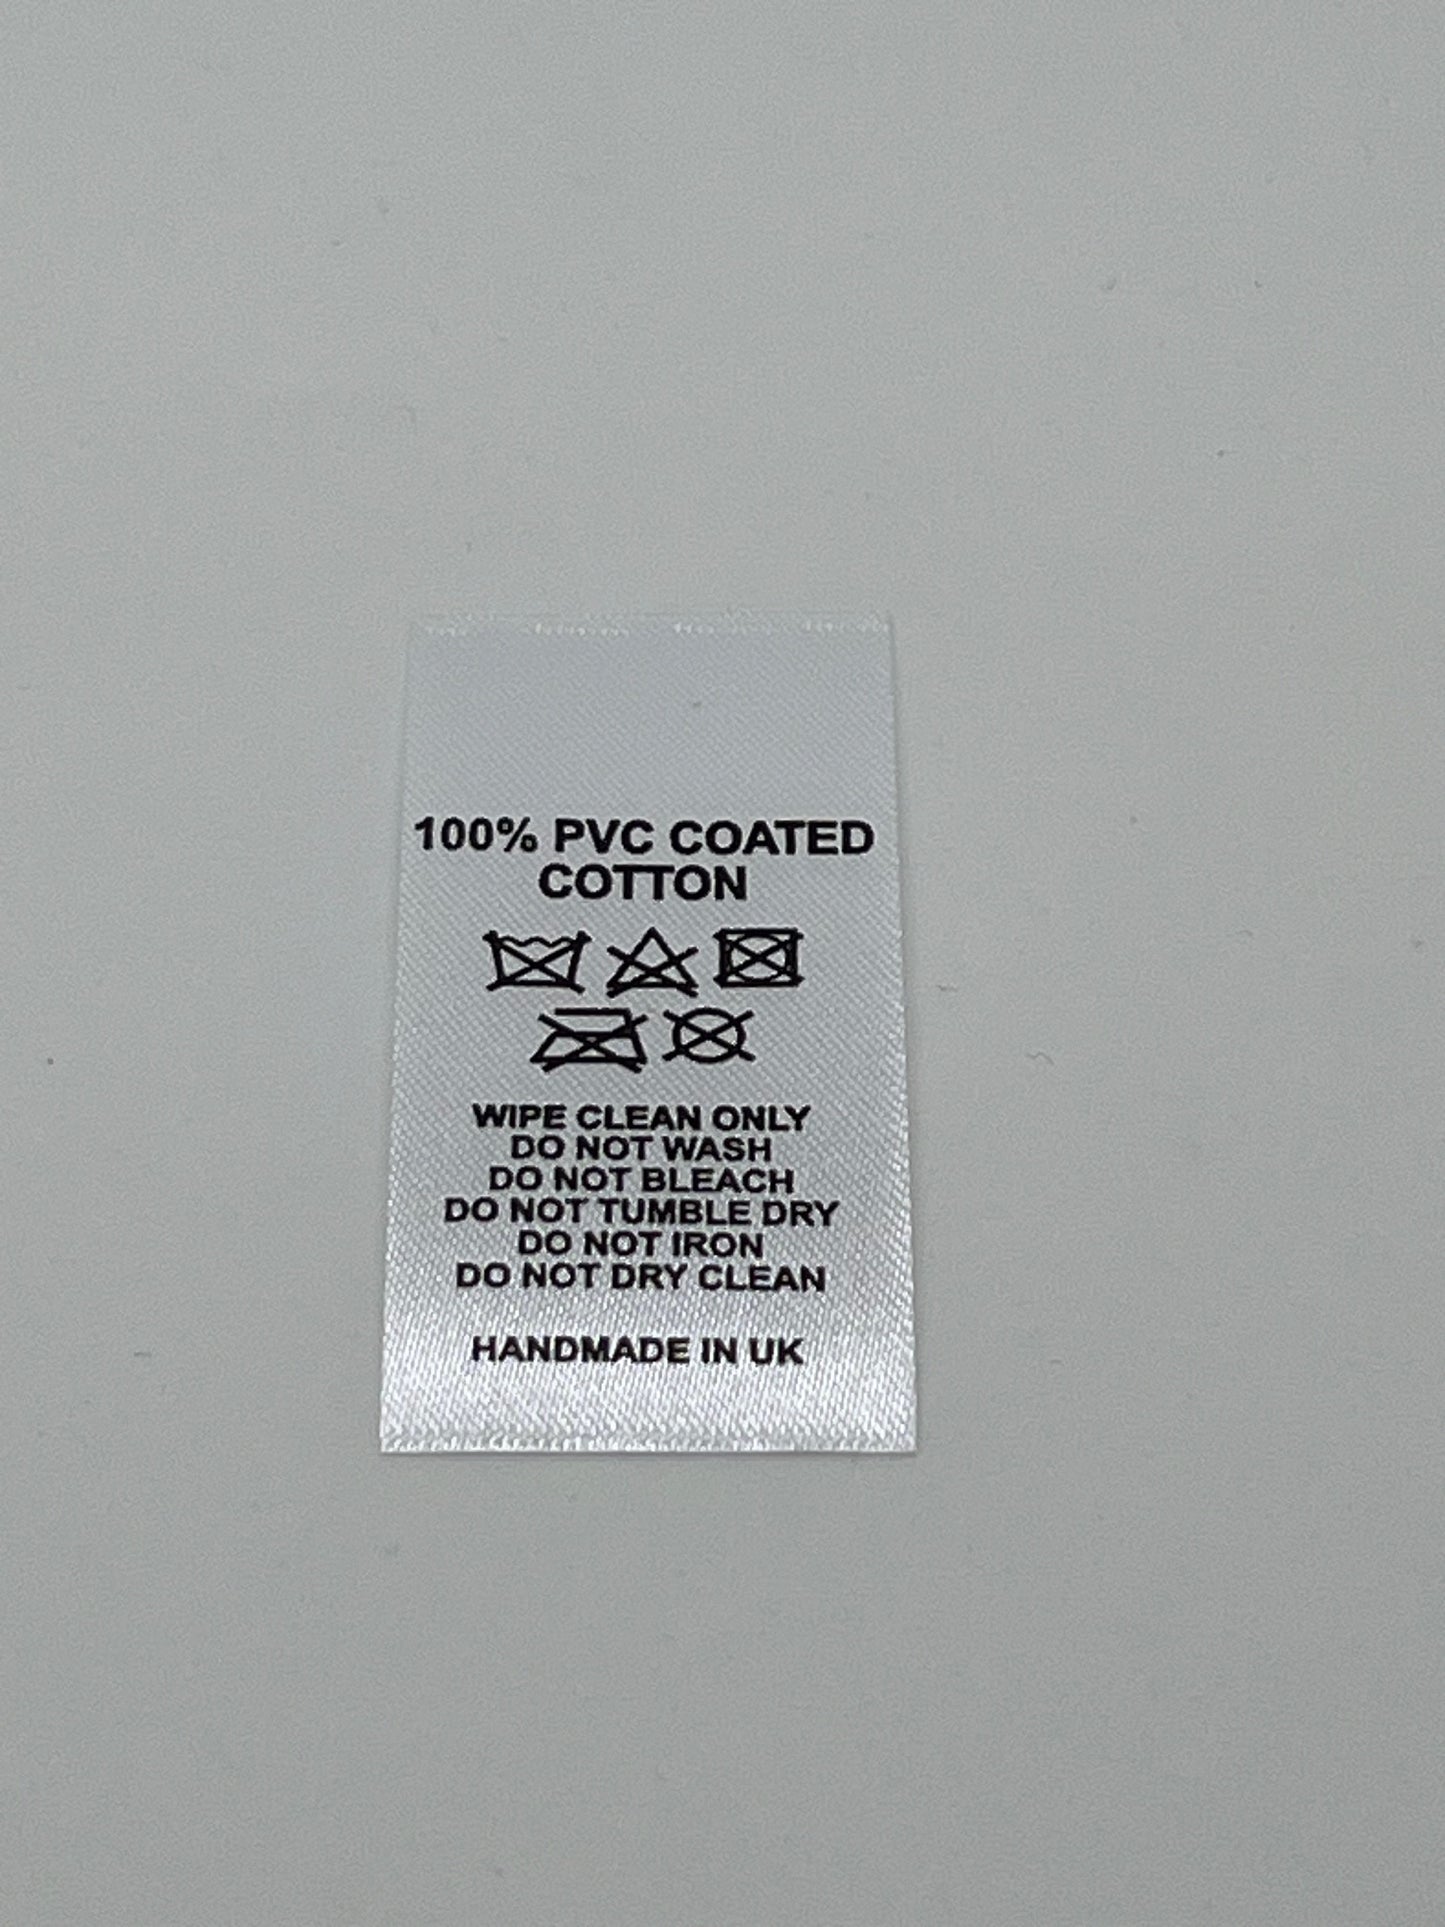 100% PVC COATED
COTTON
WIPE CLEAN ONLY
DO NOT WASH
DO NOT BLEACH
DO NOT TUMBLE DRY
DO NOT IRON
DO NOT DRY CLEAN
HANDMADE IN UK